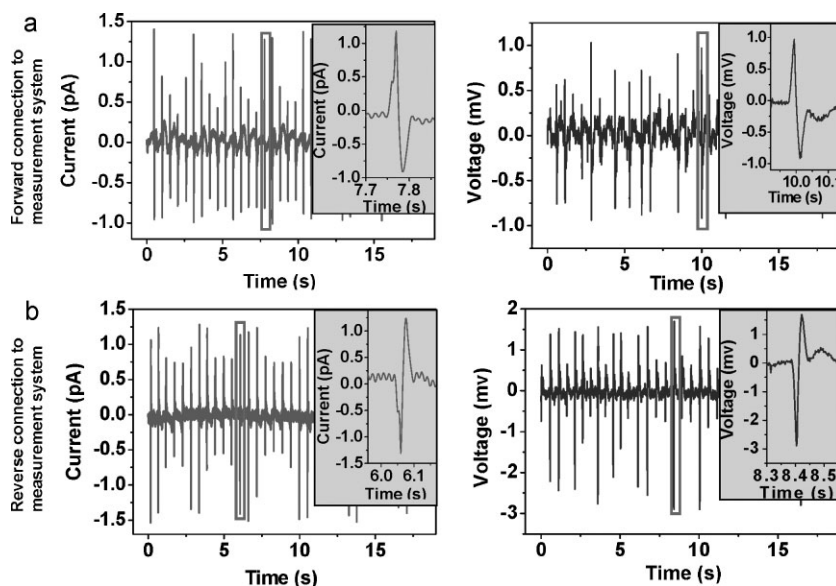 a
Forward connection to
measurement system
Current (pA)
1.5
1.0
0.5
0.0
-0.5
-1.0
0 5 10 15
Time (s)
Current (pA)
1.0
0.5
0.0
-0.5
-1.0
7.7 7.8
Time (s)
Voltage (mV)
1.0
0.5
0.0
-0.5
-1.0
0 5 10 15
Time (s)
Voltage (mV)
1.0
0.5
0.0
-0.5
-1.0
10.0 10.1
Time (s)
b
Reverse connection to
measurement system
Current (pA)
1.5
1.0
0.5
0.0
-0.5
-1.0
-1.5
0 5 10 15
Time (s)
Current (pA)
1.0
0.5
0.0
-0.5
-1.0
-1.5
6.0 6.1
Time (s)
Voltage (mv)
2
1
0
-1
-2
-3
0 5 10 15
Time (s)
Voltage (mV)
1
0
-1
-2
-3
8.3 8.4 8.5
Time (s)